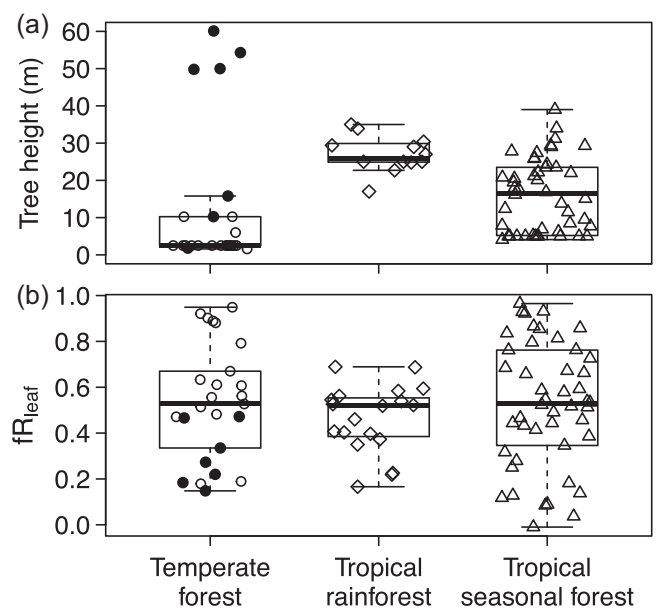 (a)
Tree height (m)
60
50
40
30
20
10
0
(b)
fR_leaf
1.0
0.8
0.6
0.4
0.2
0.0
Temperate forest
Tropical rainforest
Tropical seasonal forest